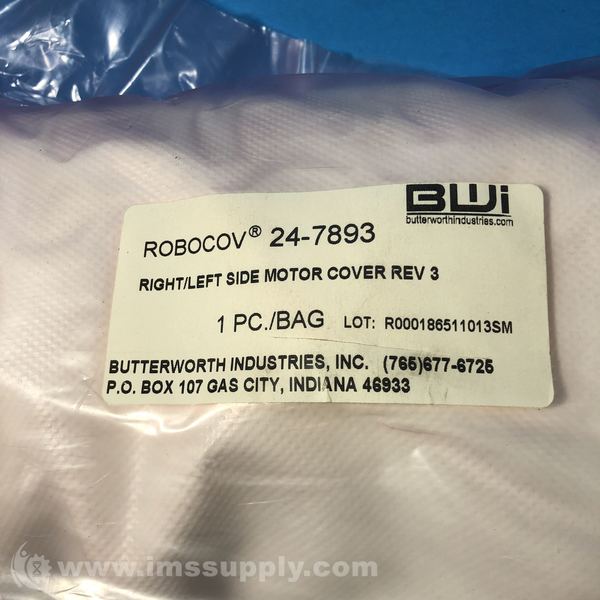 BWi
butterworthindustries.com
ROBOCOV® 24-7893
RIGHT/LEFT SIDE MOTOR COVER REV 3
1 PC./BAG LOT: R000186511013SM
BUTTERWORTH INDUSTRIES, INC. (765)677-6725
P.O. BOX 107 GAS CITY, INDIANA 46933
www.imssupply.com